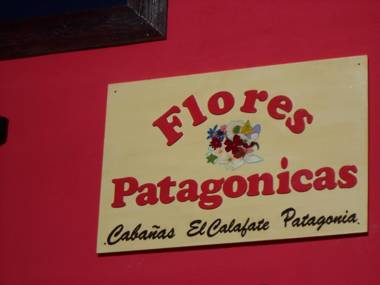 Flores
Patagonicas
Cabañas El Calafate Patagonia